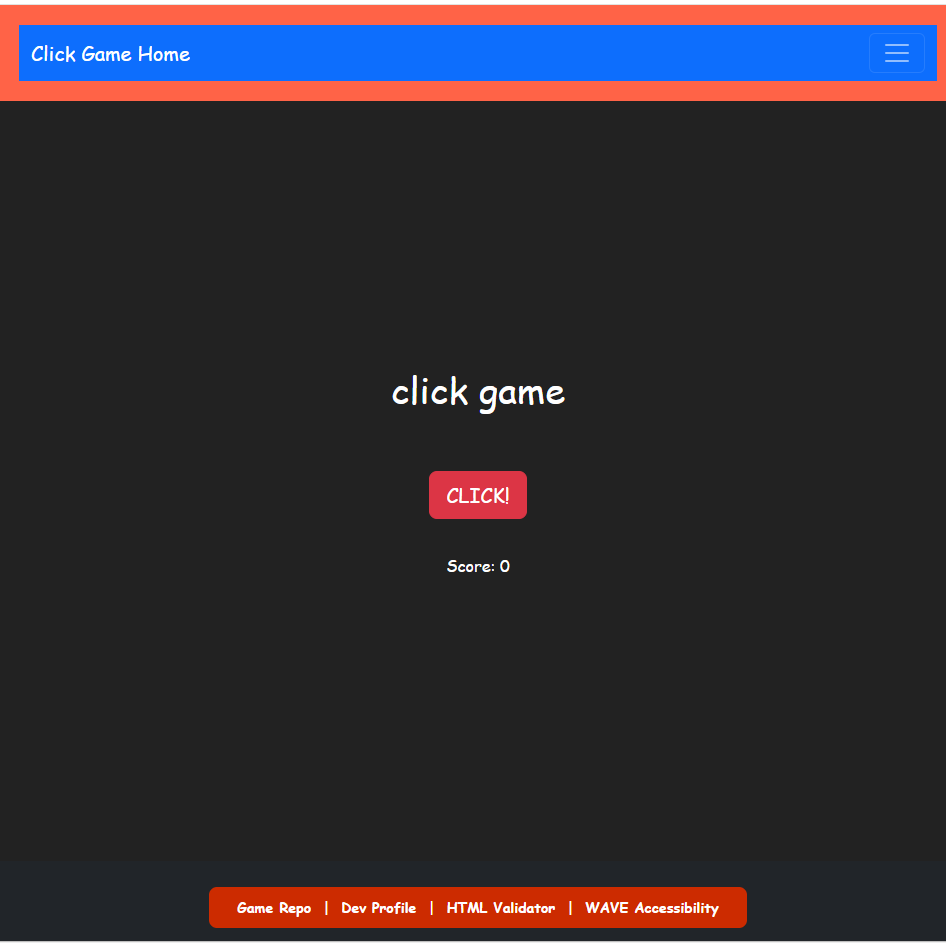 Click Game Home
click game
CLICK!
Score: 0
Game Repo | Dev Profile | HTML Validator | WAVE Accessibility